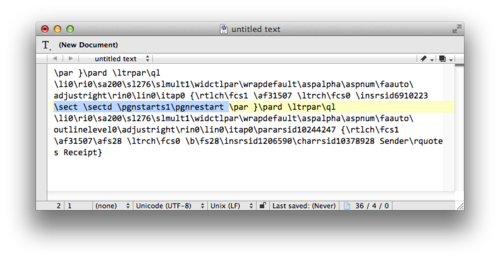 untitled text
T. (New Document)
untitled text
\par }\pard \ltrpar\ql
\li0\ri0\sa200\sl276\slmult1\widctlpar\wrapdefault\aspalpha\aspnum\faauto\
adjustright\rin0\lin0\itap0 {\rtlch\fcs1 \af31507 \ltrch\fcs0 \insrsid6910223
\sect \sectd \pgnstarts1\pgnrestart \par }\pard \ltrpar\ql
\li0\ri0\sa200\sl276\slmult1\widctlpar\wrapdefault\aspalpha\aspnum\faauto\
outlinelevel0\adjustright\rin0\lin0\itap0\pararsid10244247 {\rtlch\fcs1
\af31507\afs28 \ltrch\fcs0 \b\fs28\insrsid1206590\charrsid10378928 Sender\rquote
s Receipt}
2 1 (none) Unicode (UTF-8) Unix (LF) Last saved: (Never) 36 / 4 / 0